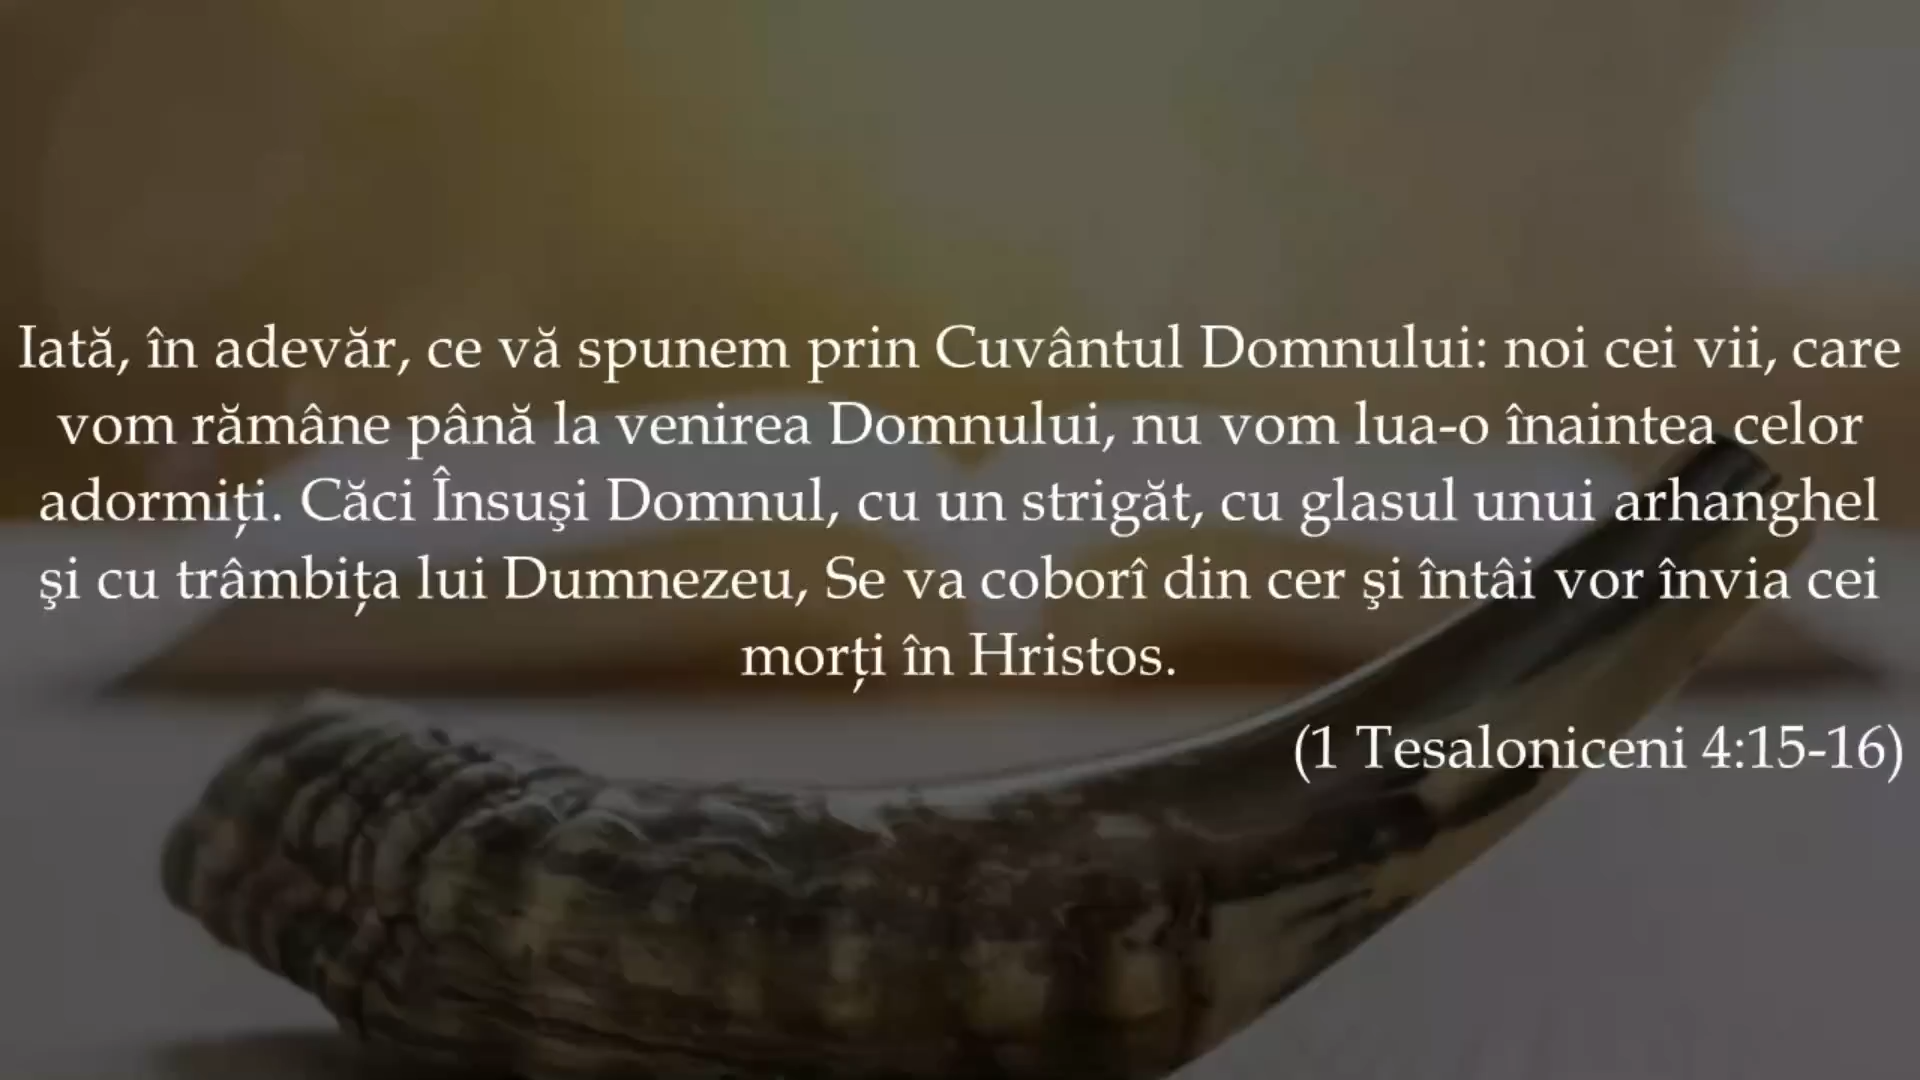 Iată, în adevăr, ce vă spunem prin Cuvântul Domnului: noi cei vii, care
vom rămâne până la venirea Domnului, nu vom lua-o înaintea celor
adormiți. Căci Însuşi Domnul, cu un strigăt, cu glasul unui arhanghel
şi cu trâmbița lui Dumnezeu, Se va coborî din cer şi întâi vor învia cei
morți în Hristos.
(1 Tesaloniceni 4:15-16)